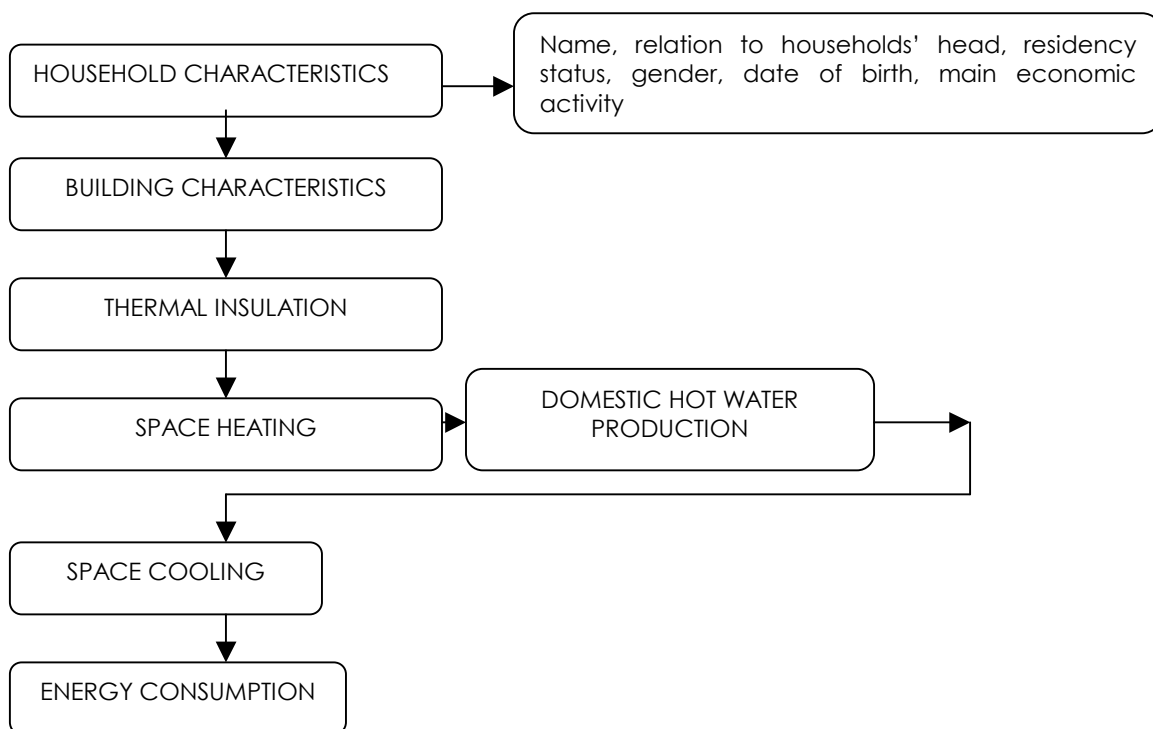 Name, relation to households’ head, residency
status, gender, date of birth, main economic
activity
HOUSEHOLD CHARACTERISTICS
BUILDING CHARACTERISTICS
THERMAL INSULATION
SPACE HEATING
DOMESTIC HOT WATER
PRODUCTION
SPACE COOLING
ENERGY CONSUMPTION